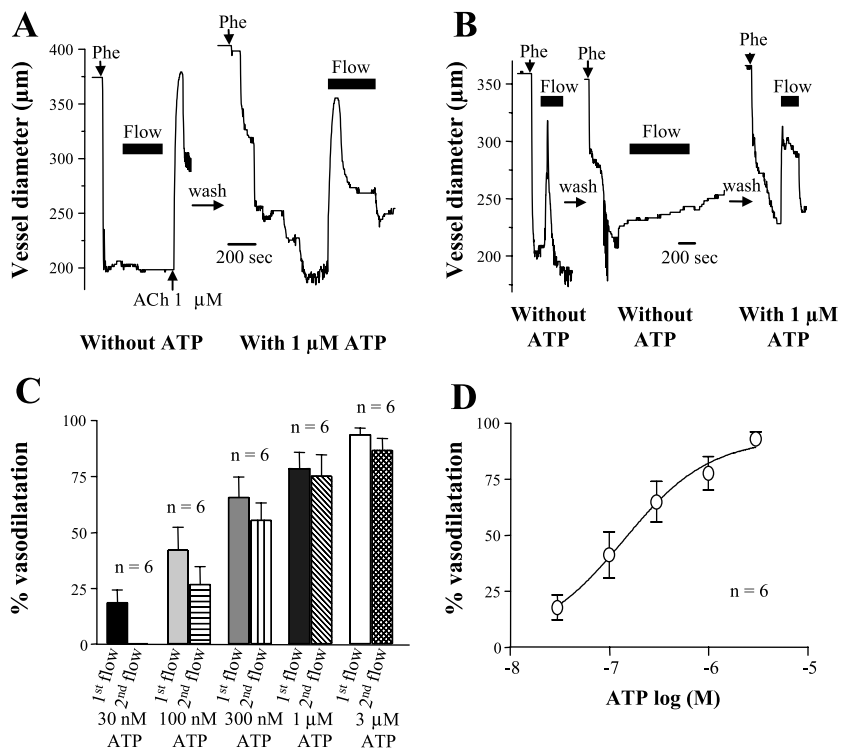 A
Phe
Phe
Flow
Flow
wash
200 sec
ACh 1 µM
Vessel diameter (µm)
400
350
300
250
200
Without ATP
With 1 µM ATP
B
Phe
Phe
Phe
Flow
Flow
Flow
wash
wash
200 sec
Vessel diameter (µm)
350
300
250
200
Without
ATP
Without
ATP
With 1 µM
ATP
C
% vasodilatation
100
75
50
25
0
n = 6
n = 6
n = 6
n = 6
n = 6
1st flow
2nd flow
1st flow
2nd flow
1st flow
2nd flow
1st flow
2nd flow
1st flow
2nd flow
30 nM
ATP
100 nM
ATP
300 nM
ATP
1 µM
ATP
3 µM
ATP
D
% vasodilatation
100
75
50
25
0
n = 6
-8
-7
-6
-5
ATP log (M)